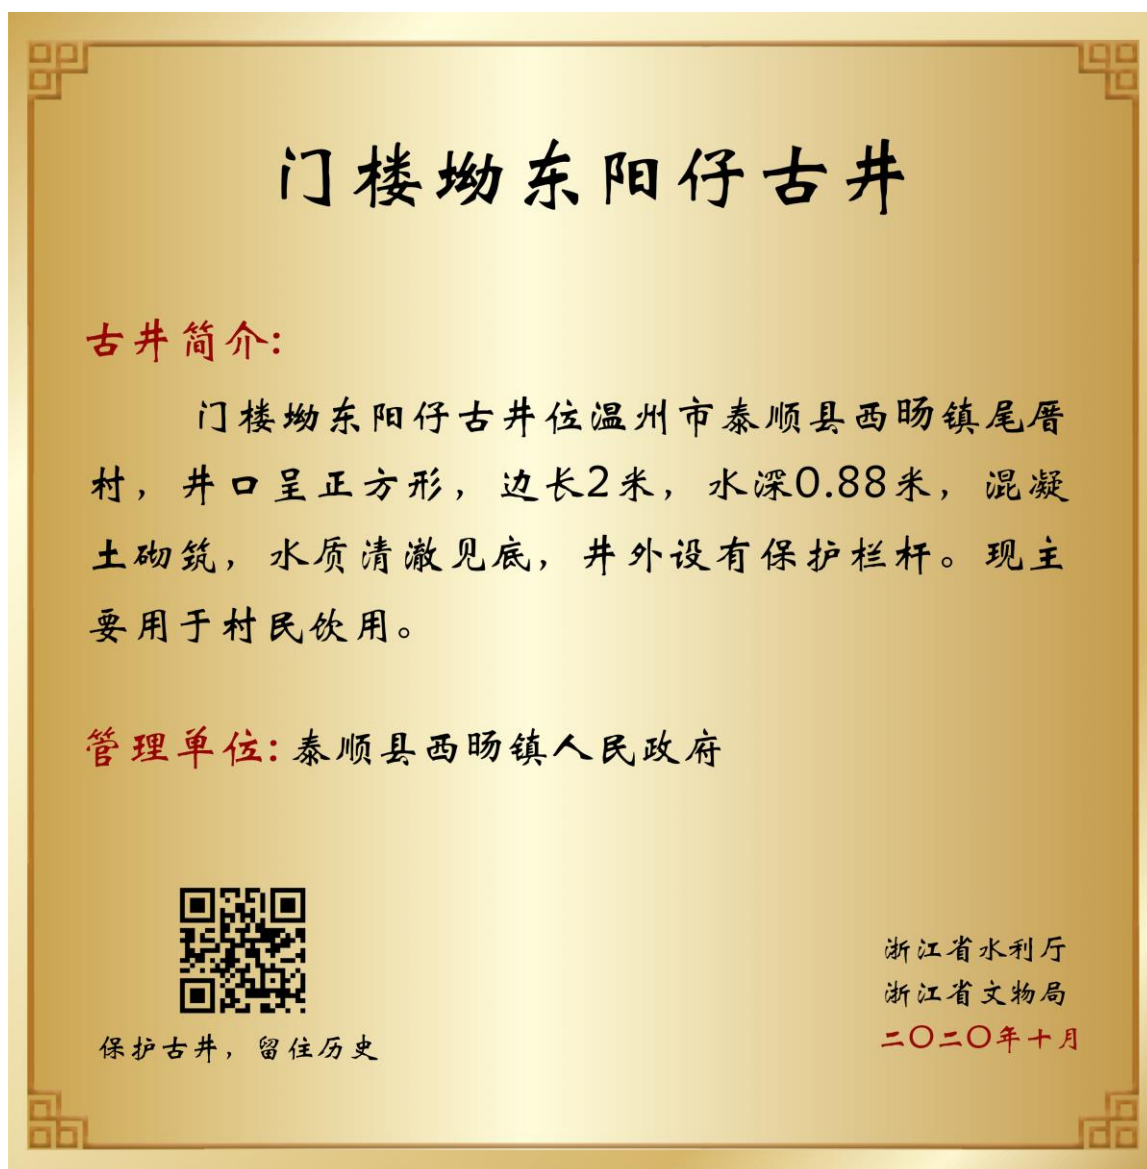 门楼坳东阳仔古井
古井简介:
门楼坳东阳仔古井位温州市泰顺县西旸镇尾厝
村，井口呈正方形，边长2米，水深0.88米，混凝
土砌筑，水质清澈见底，井外设有保护栏杆。现主
要用于村民饮用。
管理单位:泰顺县西旸镇人民政府
保护古井，留住历史
浙江省水利厅
浙江省文物局
二〇二〇年十月